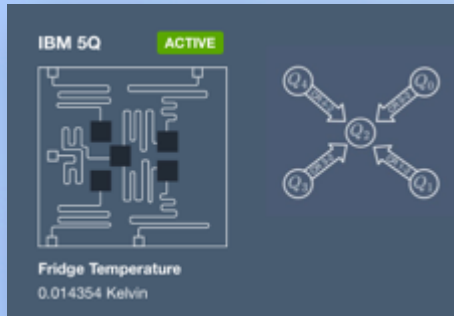 IBM 5Q
ACTIVE
Q4
Q0
Q2
Q3
Q1
Fridge Temperature
0.014354 Kelvin